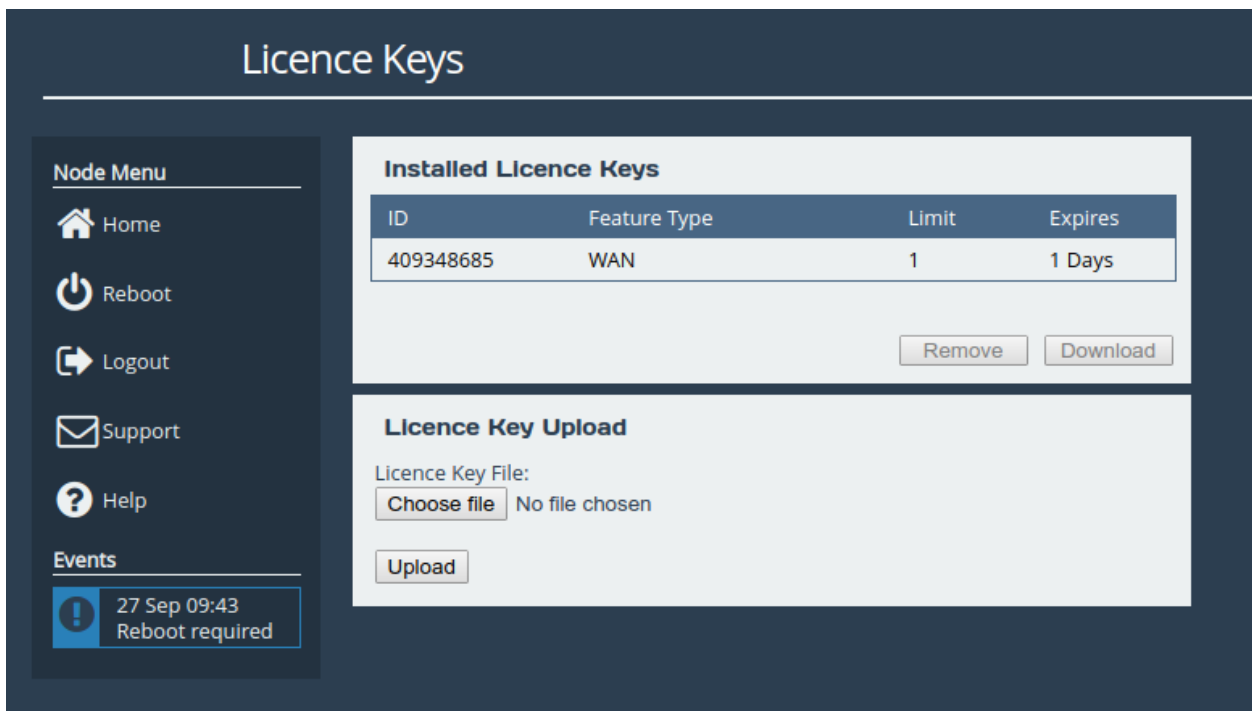 Licence Keys
Node Menu
Home
Reboot
Logout
Support
Help
Events
27 Sep 09:43
Reboot required
Installed Licence Keys
ID Feature Type Limit Expires
409348685 WAN 1 1 Days
Remove Download
Licence Key Upload
Licence Key File:
Choose file No file chosen
Upload